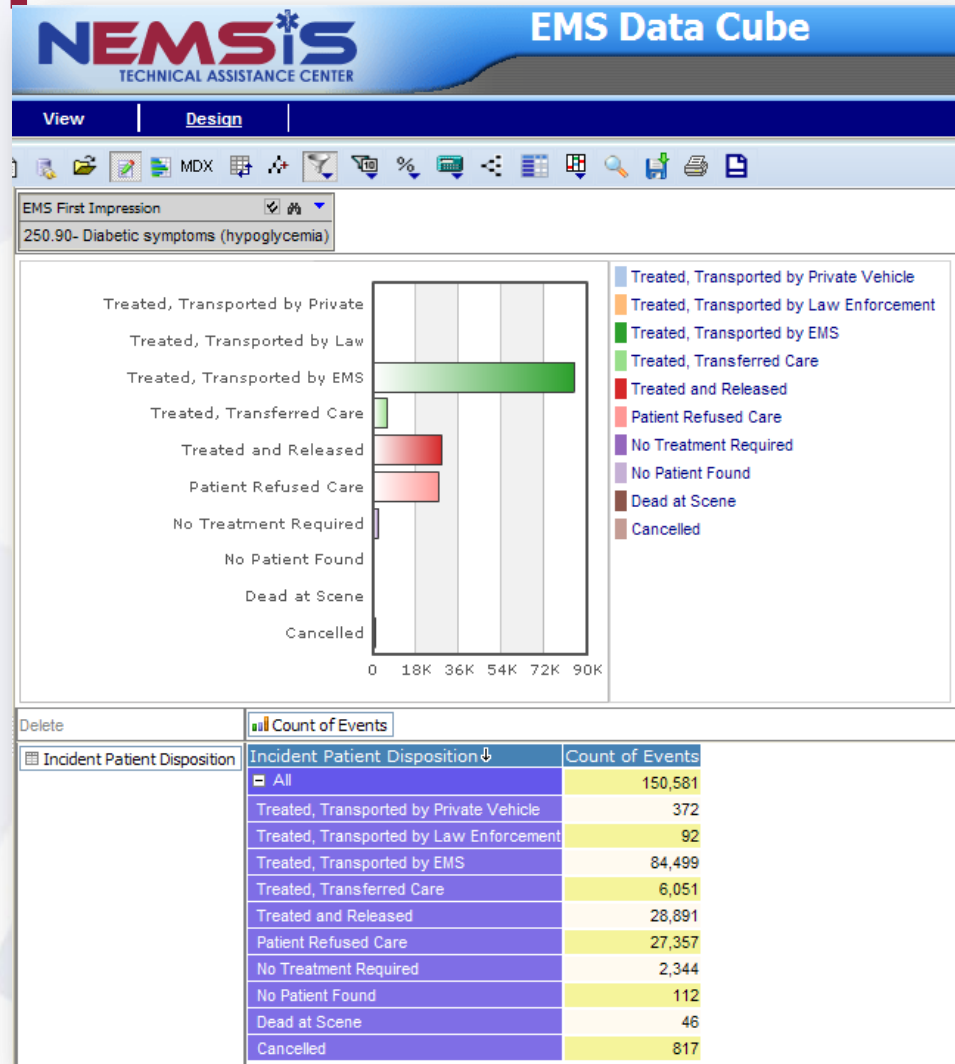 NEMSIS
TECHNICAL ASSISTANCE CENTER
EMS Data Cube
View Design
MDX 10 %
EMS First Impression
250.90- Diabetic symptoms (hypoglycemia)
Treated, Transported by Private
Treated, Transported by Law
Treated, Transported by EMS
Treated, Transferred Care
Treated and Released
Patient Refused Care
No Treatment Required
No Patient Found
Dead at Scene
Cancelled
0 18K 36K 54K 72K 90K
Treated, Transported by Private Vehicle
Treated, Transported by Law Enforcement
Treated, Transported by EMS
Treated, Transferred Care
Treated and Released
Patient Refused Care
No Treatment Required
No Patient Found
Dead at Scene
Cancelled
Delete Count of Events
Incident Patient Disposition Incident Patient Disposition Count of Events
All 150,581
Treated, Transported by Private Vehicle 372
Treated, Transported by Law Enforcement 92
Treated, Transported by EMS 84,499
Treated, Transferred Care 6,051
Treated and Released 28,891
Patient Refused Care 27,357
No Treatment Required 2,344
No Patient Found 112
Dead at Scene 46
Cancelled 817